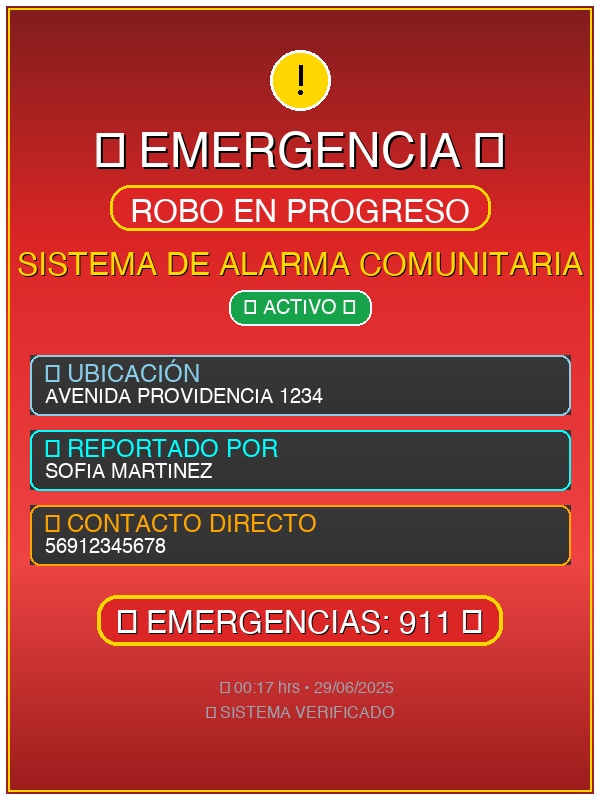 !
EMERGENCIA
ROBO EN PROGRESO
SISTEMA DE ALARMA COMUNITARIA
ACTIVO
UBICACIÓN
AVENIDA PROVIDENCIA 1234
REPORTADO POR
SOFIA MARTINEZ
CONTACTO DIRECTO
56912345678
EMERGENCIAS: 911
00:17 hrs • 29/06/2025
SISTEMA VERIFICADO